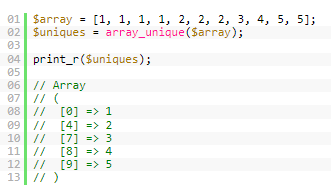 01 $array = [1, 1, 1, 1, 2, 2, 2, 3, 4, 5, 5];
02 $uniques = array_unique($array);
03
04 print_r($uniques);
05
06 // Array
07 // (
08 //  [0] => 1
09 //  [4] => 2
10 //  [7] => 3
11 //  [8] => 4
12 //  [9] => 5
13 // )